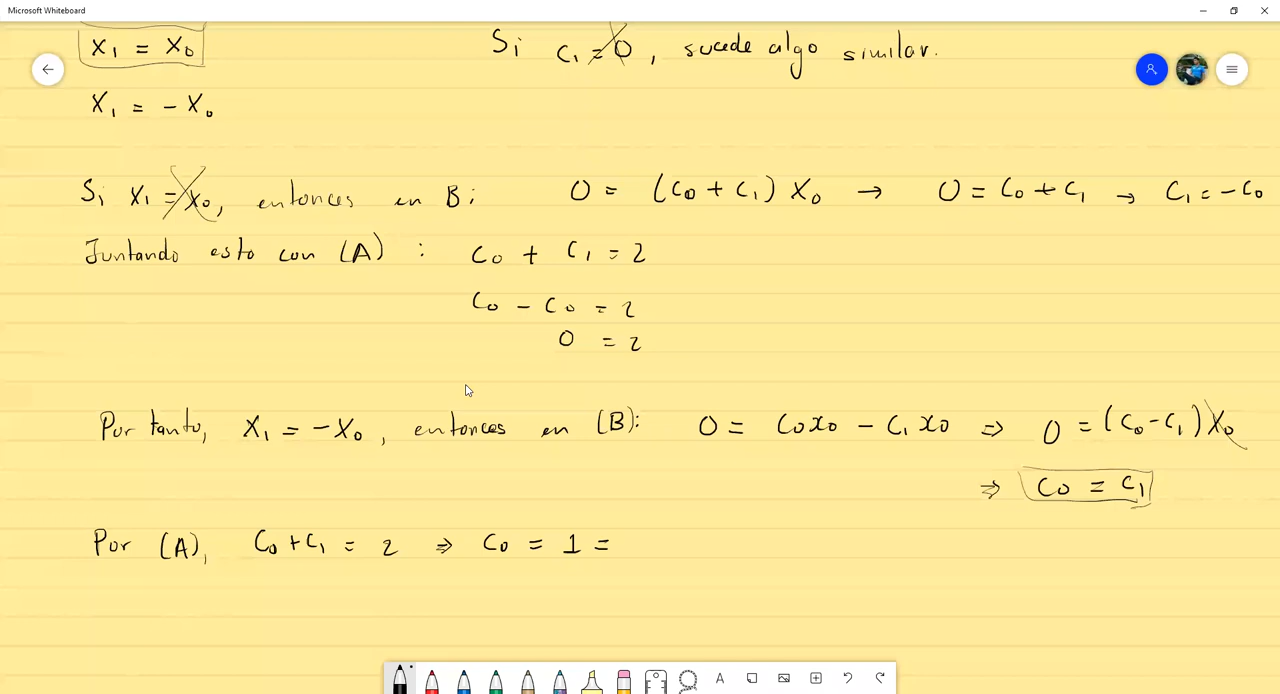 Microsoft Whiteboard
X₁ = X₀
Si C₁ = 0, sucede algo similar.
X₁ = - X₀
Si X₁ = X₀, entonces en B: 0 = (C₀ + C₁) X₀ → 0 = C₀ + C₁ → C₁ = - C₀
Juntando esto con (A) : C₀ + C₁ = 2
C₀ - C₀ = 2
0 = 2
Por tanto, X₁ = - X₀, entonces en (B): 0 = C₀x₀ - C₁x₀ ⇒ 0 = (C₀ - C₁) X₀
⇒ C₀ = C₁
Por (A), C₀ + C₁ = 2 ⇒ C₀ = 1 =
A